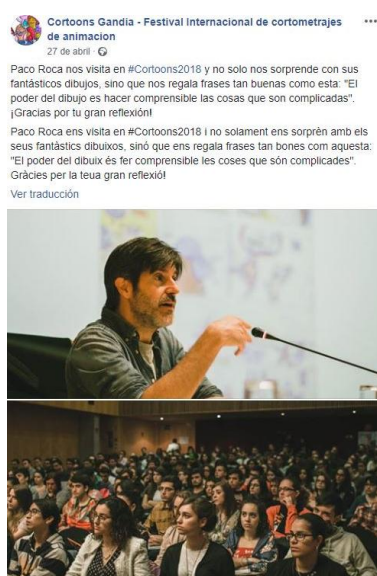 Cortoons Gandia - Festival Internacional de cortometrajes
de animacion
27 de abril ·
Paco Roca nos visita en #Cortoons2018 y no solo nos sorprende con sus
fantásticos dibujos, sino que nos regala frases tan buenas como esta: "El
poder del dibujo es hacer comprensible las cosas que son complicadas".
¡Gracias por tu gran reflexión!
Paco Roca ens visita en #Cortoons2018 i no solament ens sorprèn amb els
seus fantàstics dibuixos, sinó que ens regala frases tan bones com aquesta:
"El poder del dibuix és fer comprensible les coses que són complicades".
Gràcies per la teua gran reflexió!
Ver traducción